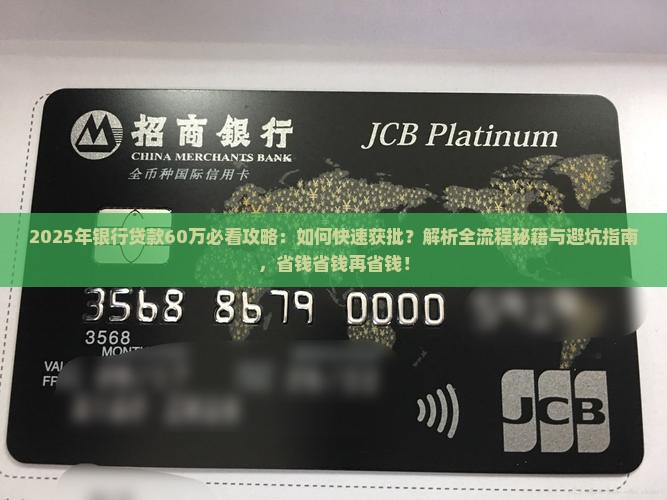 招商銀行
CHINA MERCHANTS BANK
全币种国际信用卡
JCB Platinum
2025年银行贷款60万必看攻略：如何快速获批？解析全流程秘籍与避坑指南
，省钱省钱再省钱！
3568 8679 0000
3568
MONT
JCB